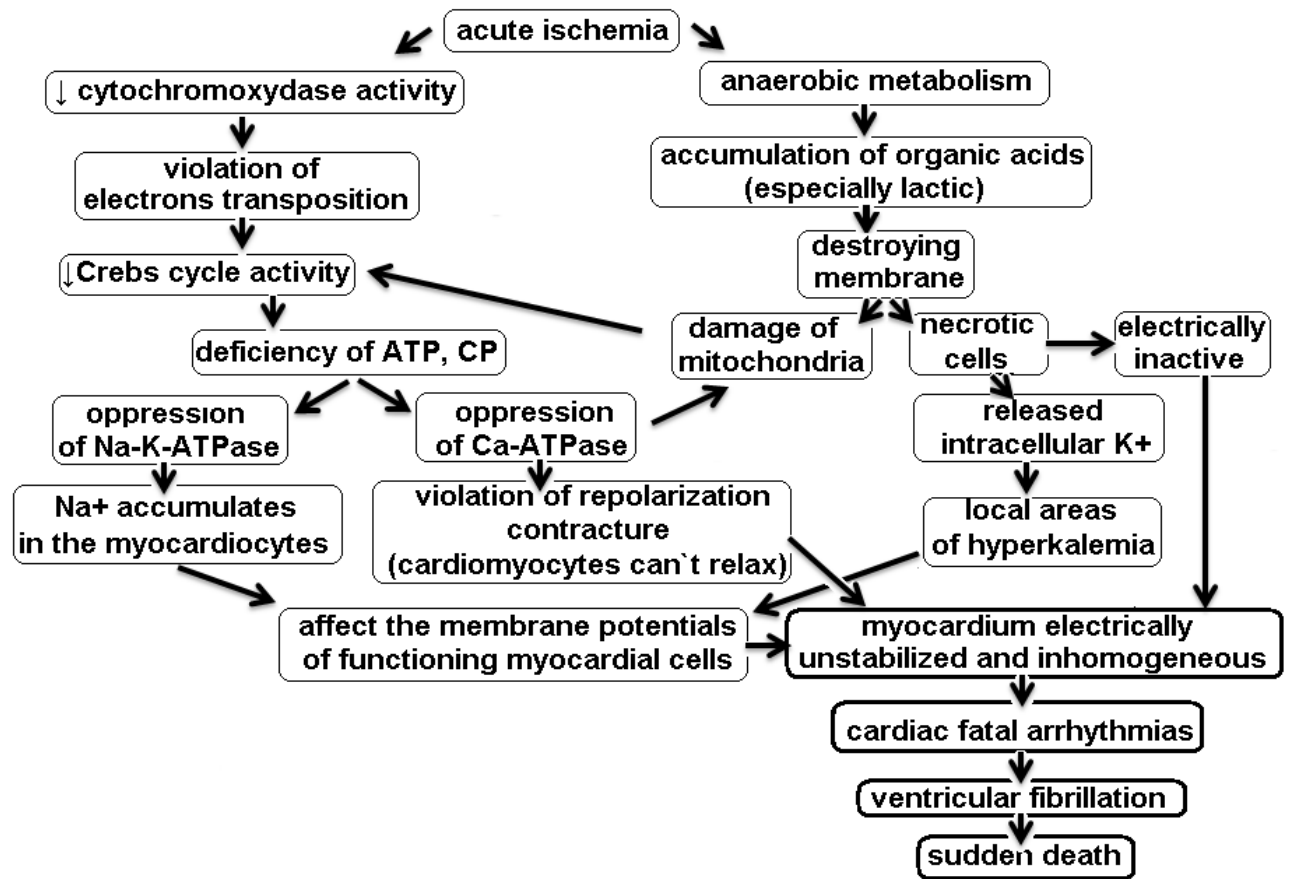 acute ischemia
↓ cytochromoxydase activity
anaerobic metabolism
violation of
electrons transposition
accumulation of organic acids
(especially lactic)
↓Crebs cycle activity
destroying
membrane
deficiency of ATP, CP
damage of
mitochondria
necrotic
cells
electrically
inactive
oppression
of Na-K-ATPase
oppression
of Ca-ATPase
released
intracellular K+
Na+ accumulates
in the myocardiocytes
violation of repolarization
contracture
(cardiomyocytes can`t relax)
local areas
of hyperkalemia
affect the membrane potentials
of functioning myocardial cells
myocardium electrically
unstabilized and inhomogeneous
cardiac fatal arrhythmias
ventricular fibrillation
sudden death